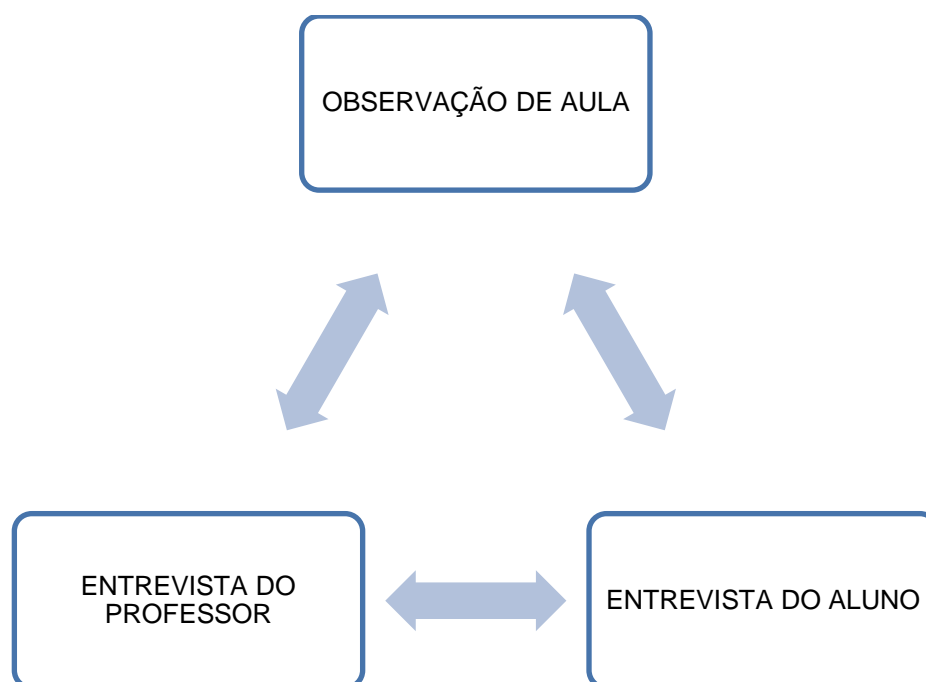 OBSERVAÇÃO DE AULA
ENTREVISTA DO
PROFESSOR
ENTREVISTA DO ALUNO